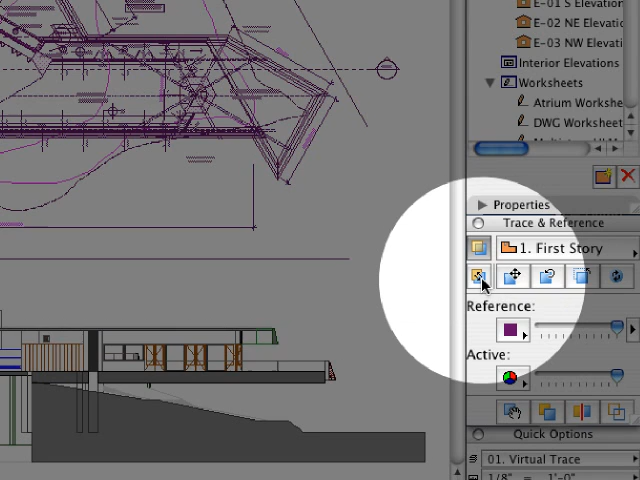 E-01 S Elevation
E-02 NE Elevati
E-03 NW Elevati
Interior Elevations
Worksheets
Atrium Workshe
DWG Workshee
Properties
Trace & Reference
1. First Story
Reference:
Active:
Quick Options
01. Virtual Trace
1/8" = 1'-0"